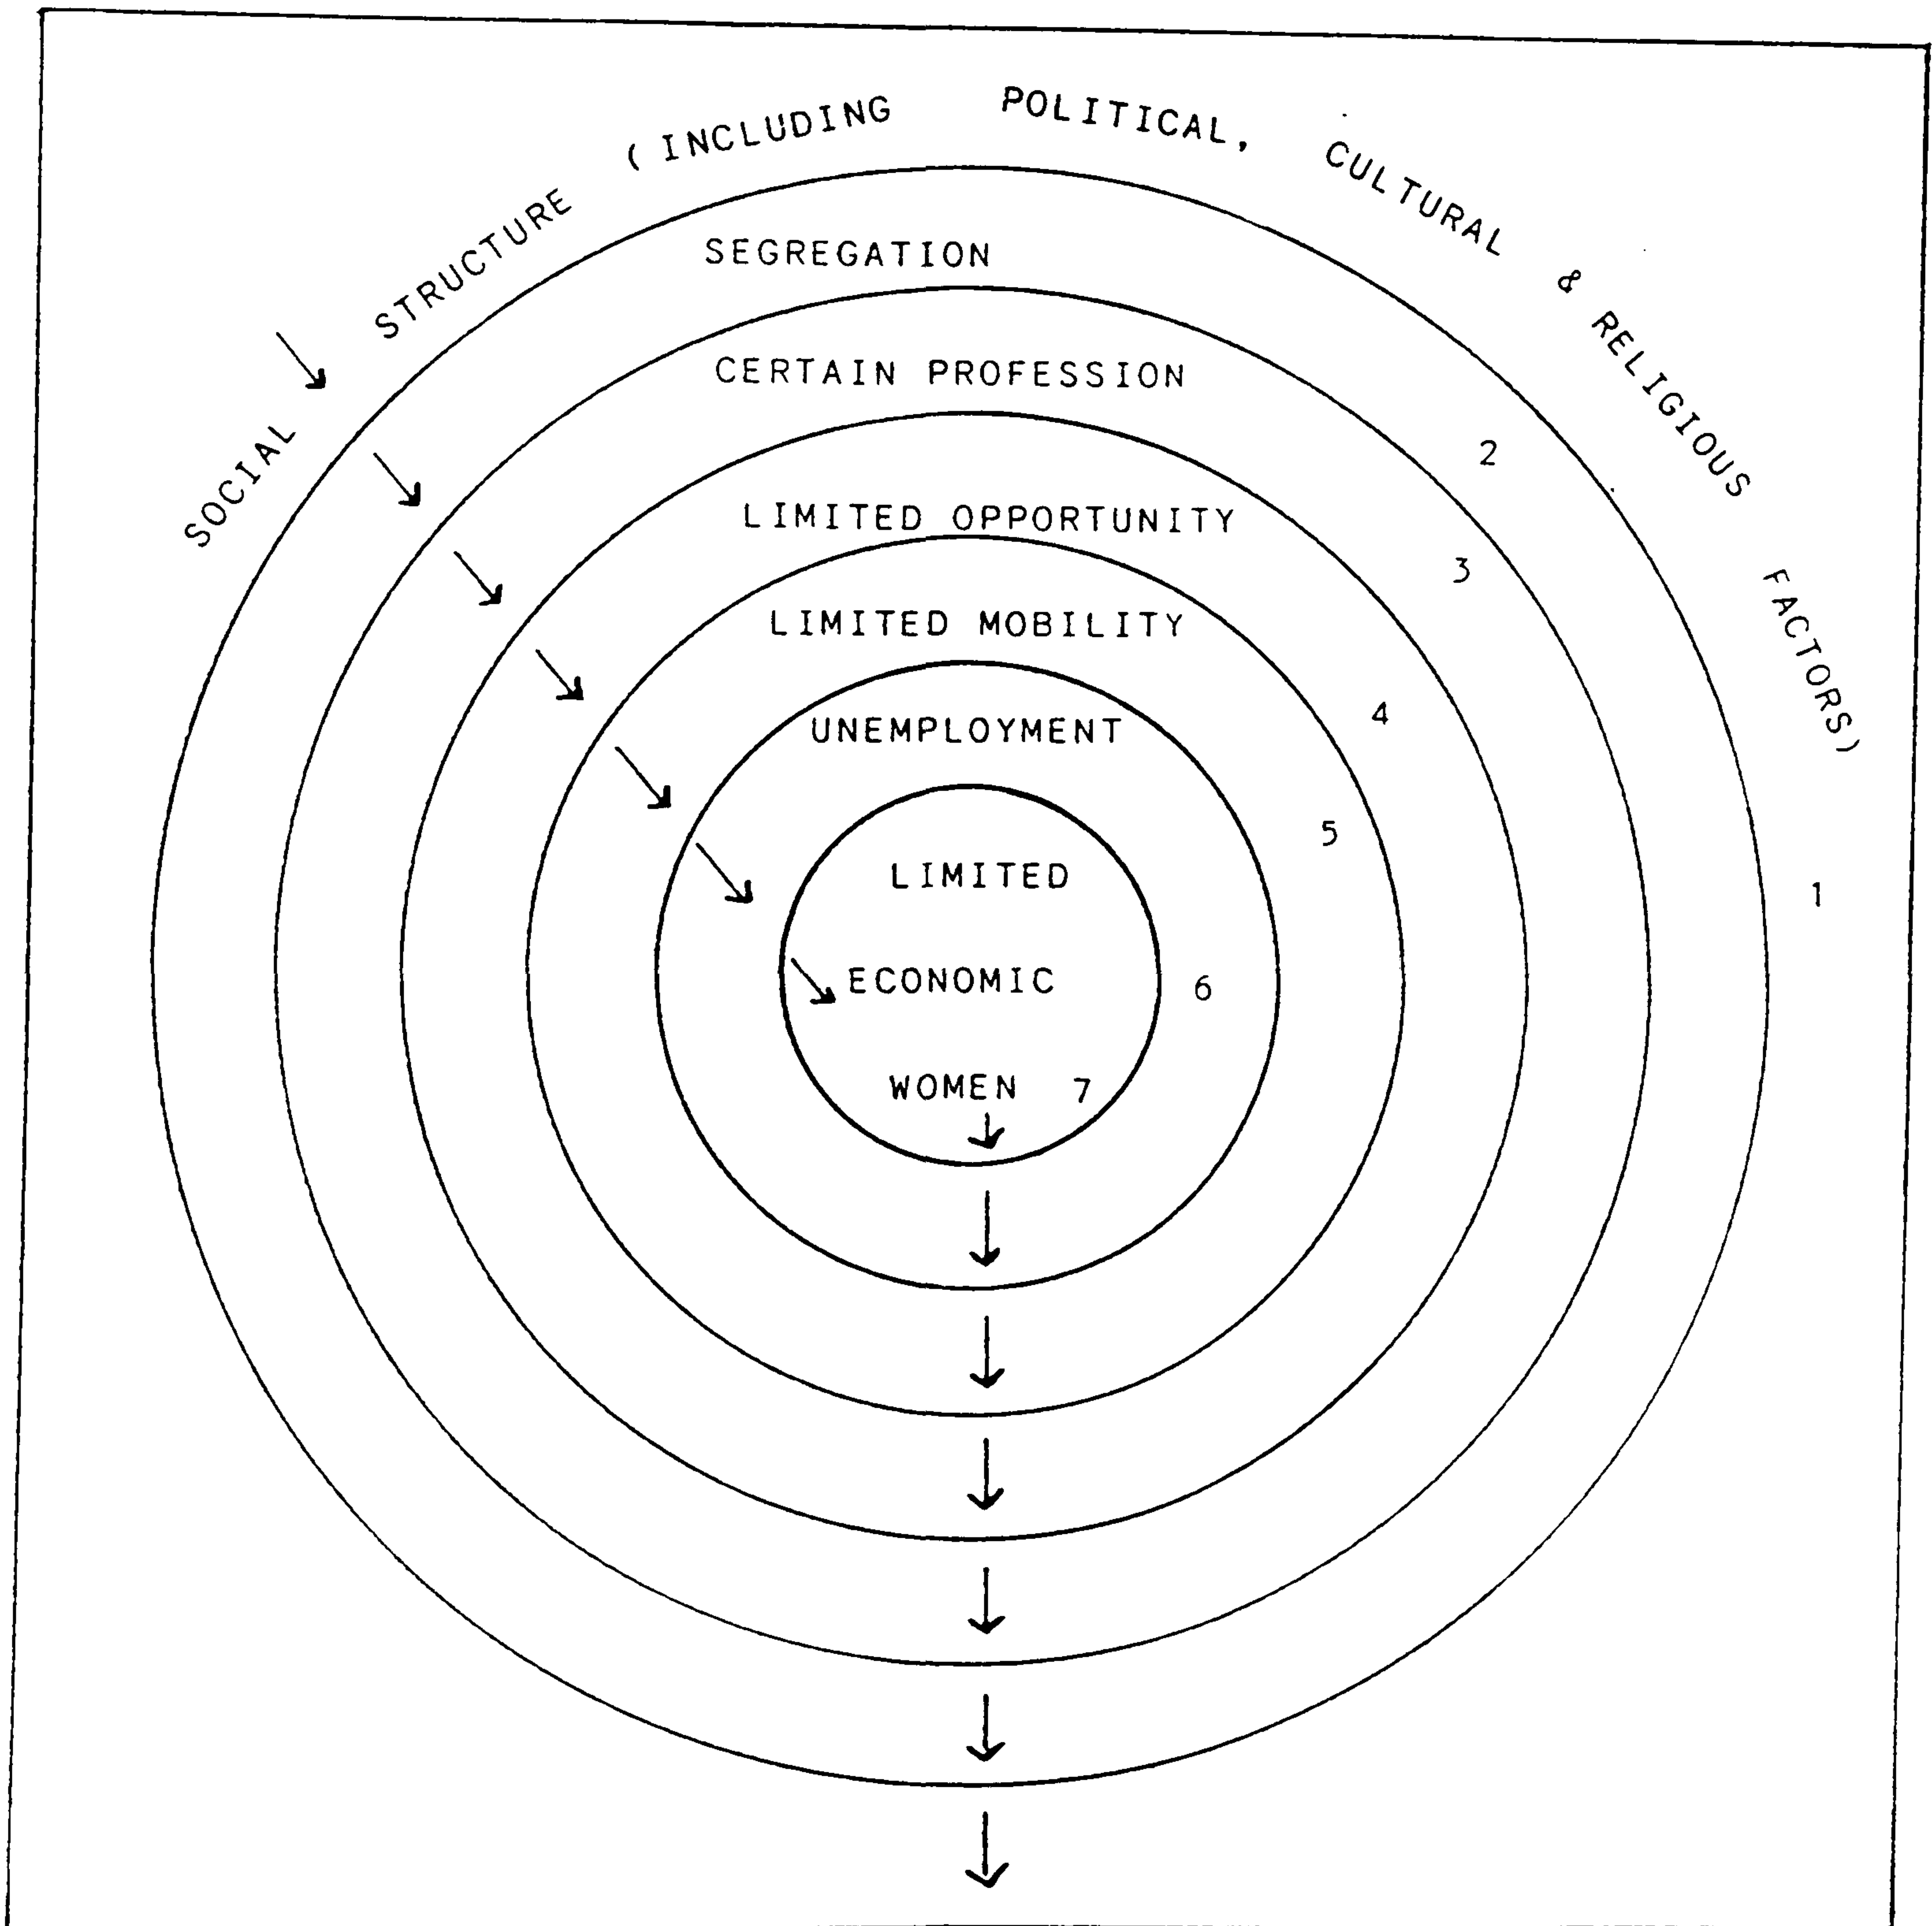 SOCIAL STRUCTURE (INCLUDING POLITICAL, CULTURAL & RELIGIOUS FACTORS)
1
SEGREGATION
2
CERTAIN PROFESSION
3
LIMITED OPPORTUNITY
4
LIMITED MOBILITY
5
UNEMPLOYMENT
6
LIMITED
ECONOMIC
WOMEN 7